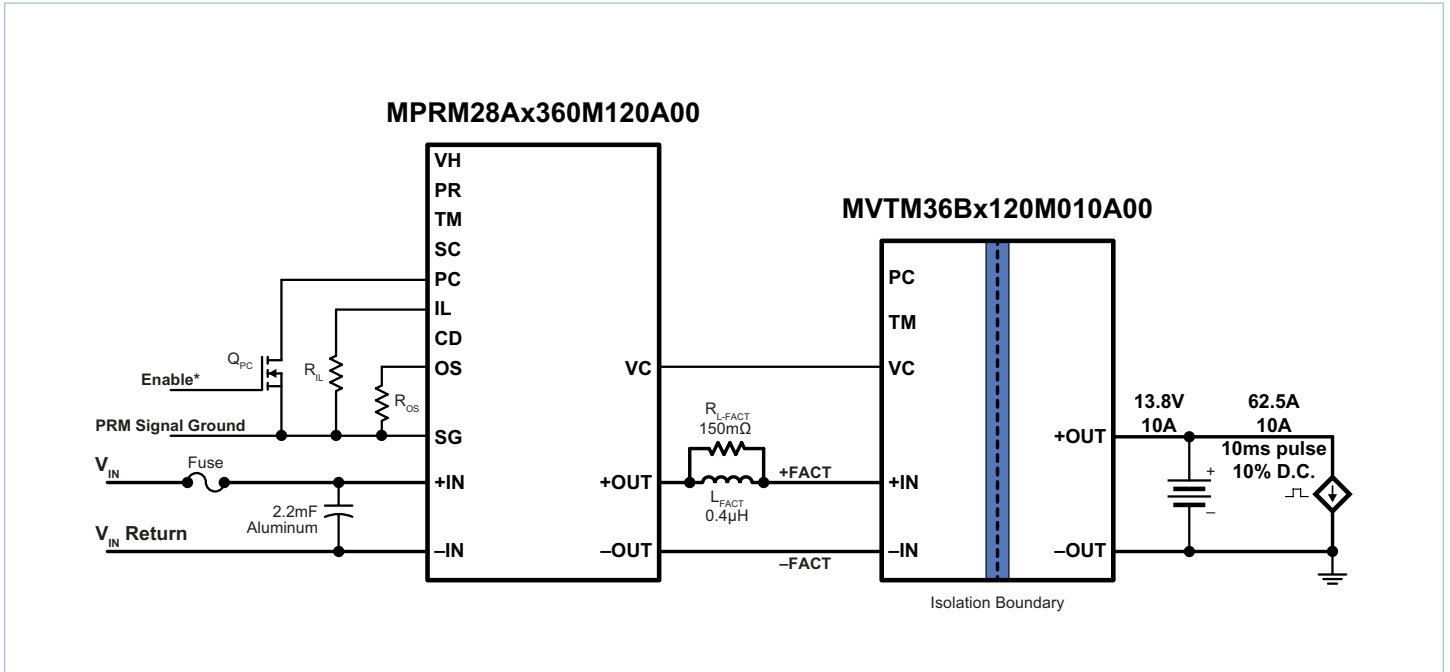 MPRM28Ax360M120A00
VH
PR
TM
SC
PC
IL
CD
OS
SG
+IN
–IN
VC
+OUT
–OUT
Q_PC
Enable*
R_IL
R_OS
PRM Signal Ground
V_IN
Fuse
2.2mF
Aluminum
V_IN Return
R_L-FACT
150mΩ
L_FACT
0.4µH
+FACT
–FACT
MVTM36Bx120M010A00
PC
TM
VC
+IN
–IN
+OUT
–OUT
Isolation Boundary
13.8V
10A
+
–
62.5A
10A
10ms pulse
10% D.C.